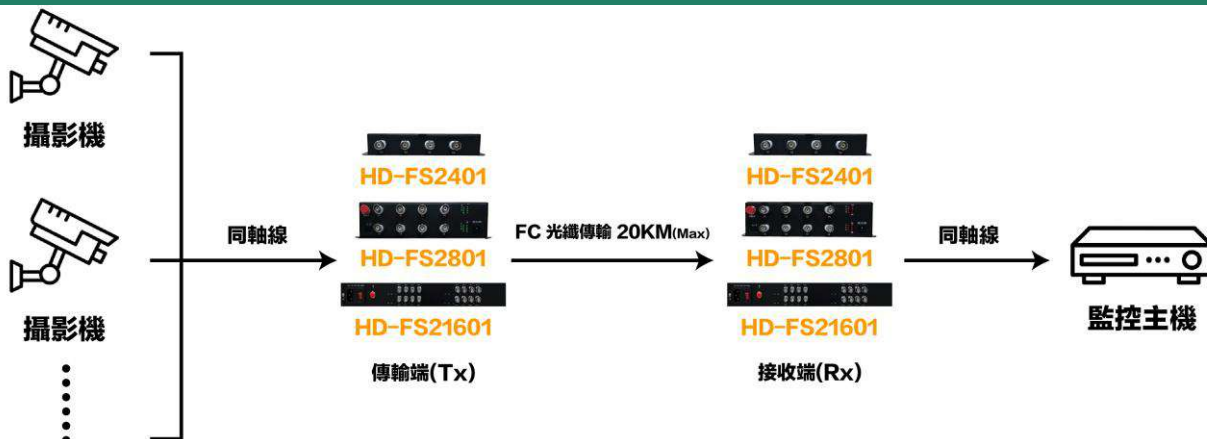 攝影機
攝影機
同軸線
HD-FS2401
HD-FS2801
HD-FS21601
傳輸端(Tx)
FC 光纖傳輸 20KM(Max)
HD-FS2401
HD-FS2801
HD-FS21601
接收端(Rx)
同軸線
監控主機